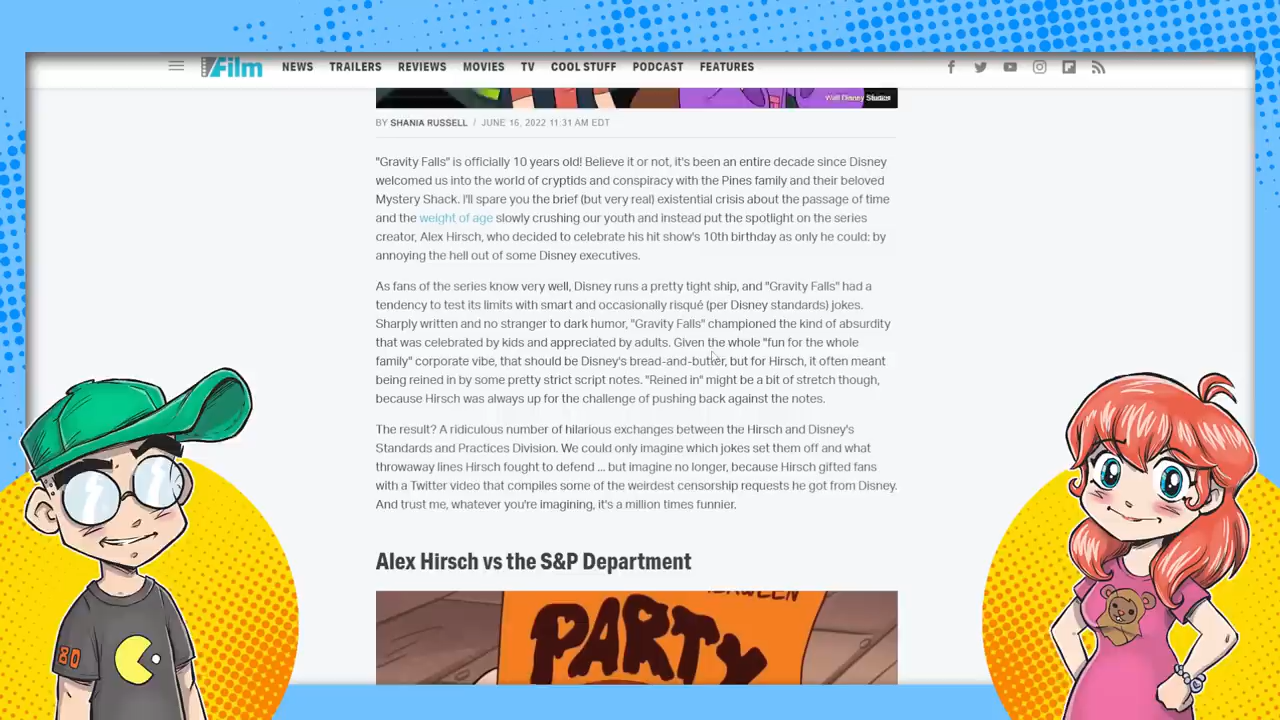 /Film
NEWS TRAILERS REVIEWS MOVIES TV COOL STUFF PODCAST FEATURES
Walt Disney Studios
BY SHANIA RUSSELL / JUNE 16, 2022 11:31 AM EDT
"Gravity Falls" is officially 10 years old! Believe it or not, it's been an entire decade since Disney
welcomed us into the world of cryptids and conspiracy with the Pines family and their beloved
Mystery Shack. I'll spare you the brief (but very real) existential crisis about the passage of time
and the weight of age slowly crushing our youth and instead put the spotlight on the series
creator, Alex Hirsch, who decided to celebrate his hit show's 10th birthday as only he could: by
annoying the hell out of some Disney executives.
As fans of the series know very well, Disney runs a pretty tight ship, and "Gravity Falls" had a
tendency to test its limits with smart and occasionally risqué (per Disney standards) jokes.
Sharply written and no stranger to dark humor, "Gravity Falls" championed the kind of absurdity
that was celebrated by kids and appreciated by adults. Given the whole "fun for the whole
family" corporate vibe, that should be Disney's bread-and-butter, but for Hirsch, it often meant
being reined in by some pretty strict script notes. "Reined in" might be a bit of stretch though,
because Hirsch was always up for the challenge of pushing back against the notes.
The result? A ridiculous number of hilarious exchanges between the Hirsch and Disney's
Standards and Practices Division. We could only imagine which jokes set them off and what
throwaway lines Hirsch fought to defend ... but imagine no longer, because Hirsch gifted fans
with a Twitter video that compiles some of the weirdest censorship requests he got from Disney.
And trust me, whatever you're imagining, it's a million times funnier.
Alex Hirsch vs the S&P Department
PARTY
80